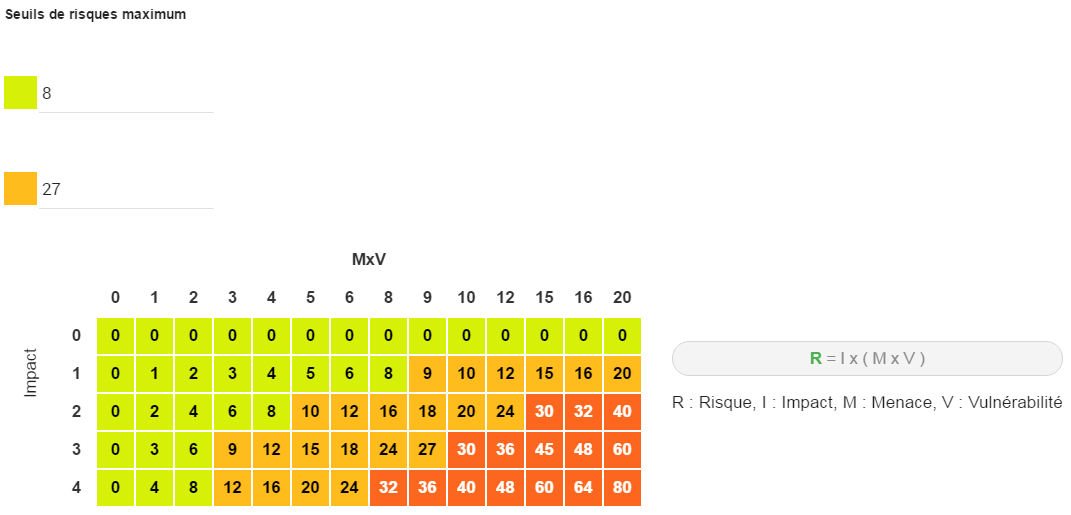 Seuils de risques maximum
8
27
MxV
0 1 2 3 4 5 6 8 9 10 12 15 16 20
Impact
0 0 0 0 0 0 0 0 0 0 0 0 0 0 0
1 0 1 2 3 4 5 6 8 9 10 12 15 16 20
2 0 2 4 6 8 10 12 16 18 20 24 30 32 40
3 0 3 6 9 12 15 18 24 27 30 36 45 48 60
4 0 4 8 12 16 20 24 32 36 40 48 60 64 80
R = I x ( M x V )
R : Risque, I : Impact, M : Menace, V : Vulnérabilité